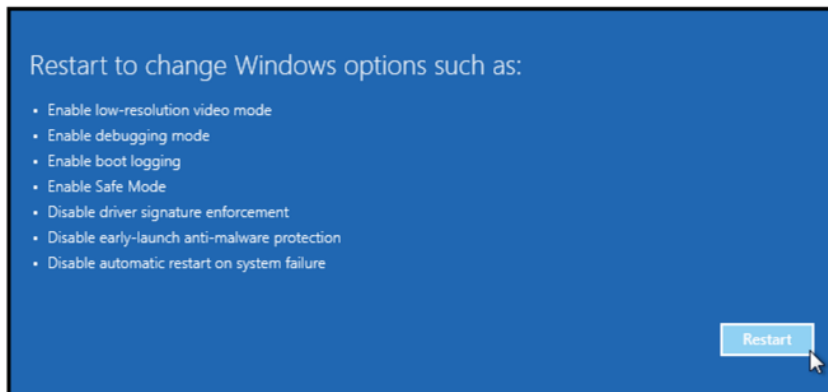 Restart to change Windows options such as:
• Enable low-resolution video mode
• Enable debugging mode
• Enable boot logging
• Enable Safe Mode
• Disable driver signature enforcement
• Disable early-launch anti-malware protection
• Disable automatic restart on system failure
Restart